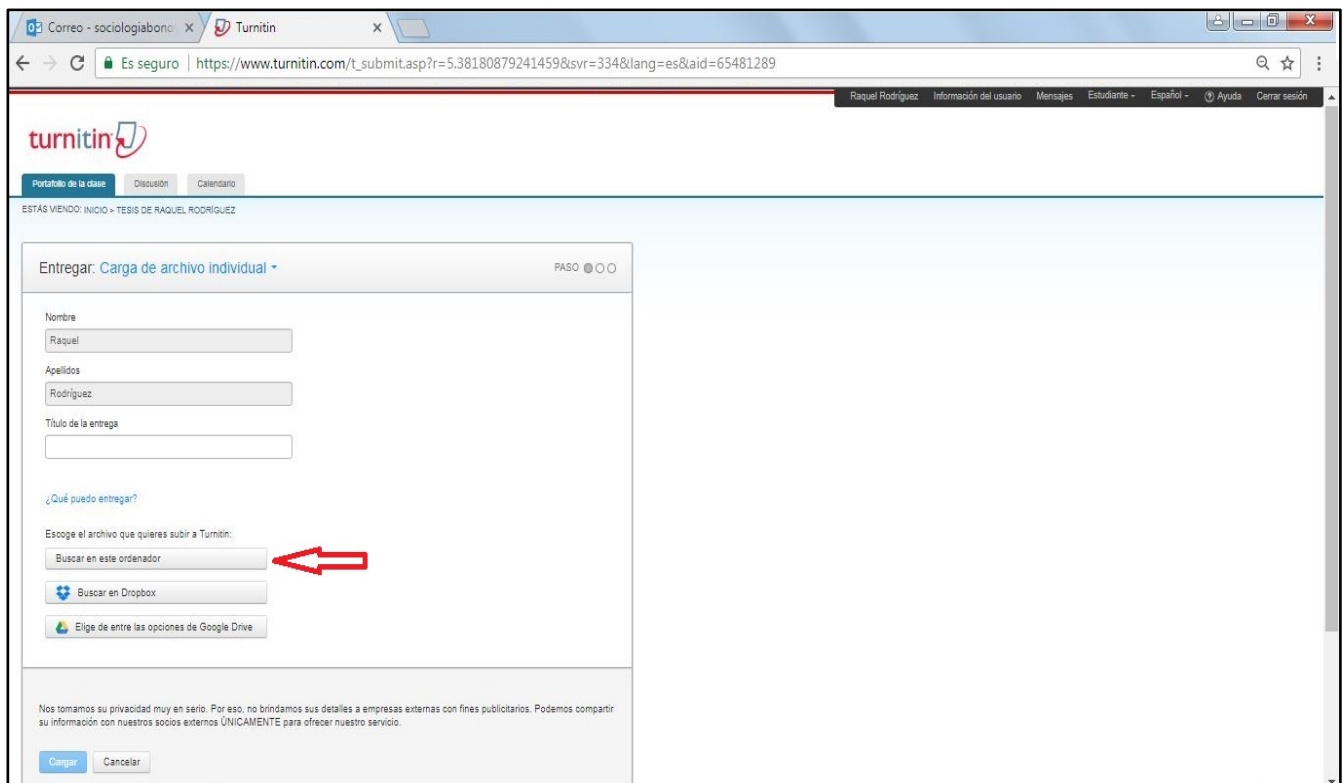 Correo - sociologiabono
Turnitin
Es seguro | https://www.turnitin.com/t_submit.asp?r=5.38180879241459&svr=334&lang=es&aid=65481289
Raquel Rodríguez Información del usuario Mensajes Estudiante Español Ayuda Cerrar sesión
turnitin
Portafolio de la clase Discusión Calendario
ESTÁS VIENDO: INICIO > TESIS DE RAQUEL RODRÍGUEZ
Entregar: Carga de archivo individual PASO
Nombre
Raquel
Apellidos
Rodríguez
Título de la entrega
¿Qué puedo entregar?
Escoge el archivo que quieres subir a Turnitin:
Buscar en este ordenador
Buscar en Dropbox
Elige de entre las opciones de Google Drive
Nos tomamos su privacidad muy en serio. Por eso, no brindamos sus detalles a empresas externas con fines publicitarios. Podemos compartir
su información con nuestros socios externos ÚNICAMENTE para ofrecer nuestro servicio.
Cargar Cancelar